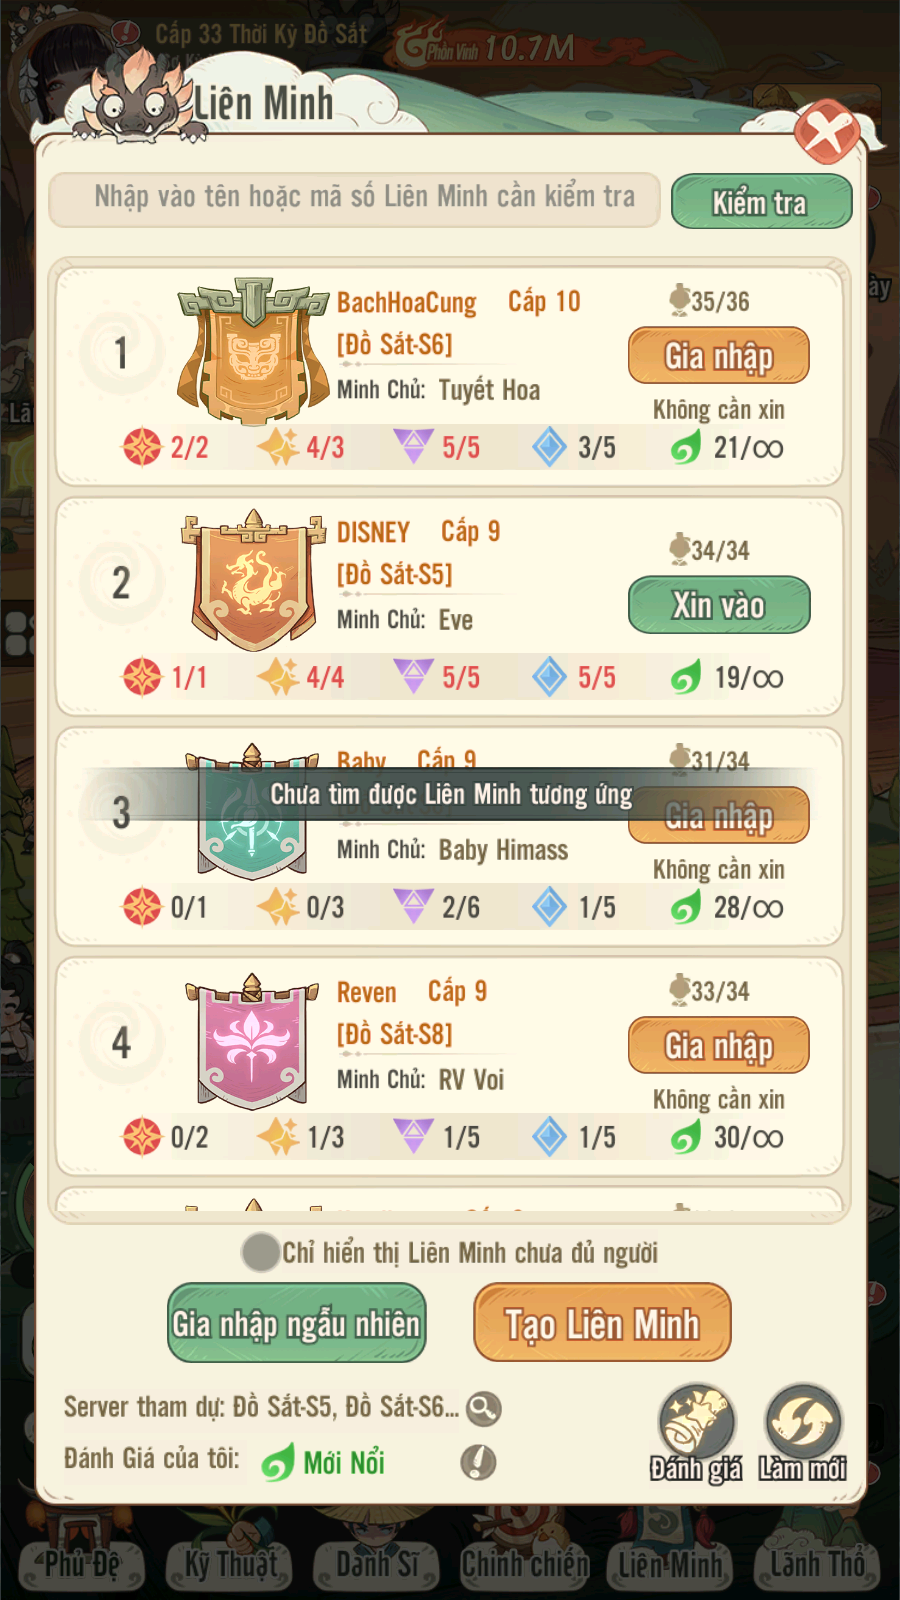 Cấp 33 Thời Kỳ Đồ Sắt
Phồn Vinh 10.7M
Liên Minh
Nhập vào tên hoặc mã số Liên Minh cần kiểm tra
Kiểm tra
1
BachHoaCung Cấp 10
35/36
[Đồ Sắt-S6]
Gia nhập
Minh Chủ: Tuyết Hoa
Không cần xin
2/2 4/3 5/5 3/5 21/∞
2
DISNEY Cấp 9
34/34
[Đồ Sắt-S5]
Xin vào
Minh Chủ: Eve
1/1 4/4 5/5 5/5 19/∞
3
Baby Cấp 9
31/34
Chưa tìm được Liên Minh tương ứng
Gia nhập
Minh Chủ: Baby Himass
Không cần xin
0/1 0/3 2/6 1/5 28/∞
4
Reven Cấp 9
33/34
[Đồ Sắt-S8]
Gia nhập
Minh Chủ: RV Voi
Không cần xin
0/2 1/3 1/5 1/5 30/∞
Chỉ hiển thị Liên Minh chưa đủ người
Gia nhập ngẫu nhiên
Tạo Liên Minh
Server tham dự: Đồ Sắt-S5, Đồ Sắt-S6...
Đánh Giá của tôi: Mới Nổi
Đánh giá
Làm mới
Phủ Đệ
Kỹ Thuật
Danh Sĩ
Chinh chiến
Liên Minh
Lãnh Thổ